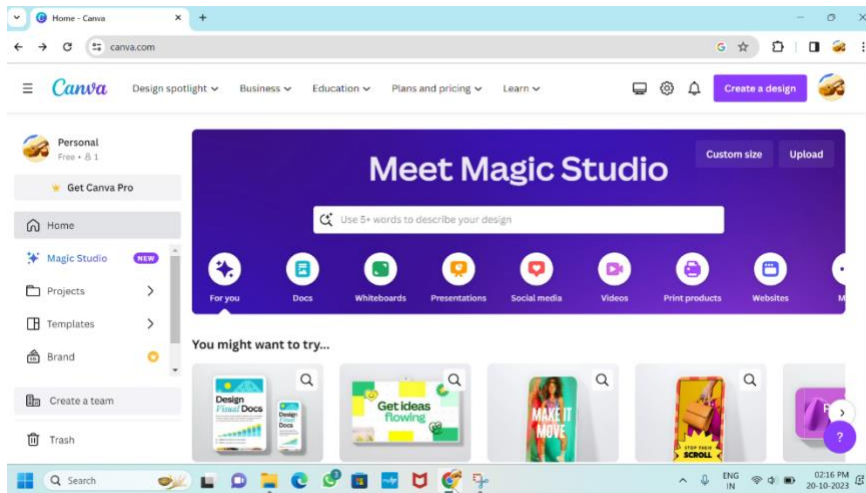 Home - Canva
canva.com
Canva
Design spotlight
Business
Education
Plans and pricing
Learn
Create a design
Personal
Free • 1
Get Canva Pro
Home
Magic Studio NEW
Projects
Templates
Brand
Create a team
Trash
Custom size
Upload
Meet Magic Studio
Use 5+ words to describe your design
For you
Docs
Whiteboards
Presentations
Social media
Videos
Print products
Websites
M
You might want to try...
Design
Visual Docs
Get ideas
flowing
MAKE IT
MOVE
STOP THEIR
SCROLL
?
Search
ENG
IN
02:16 PM
20-10-2023